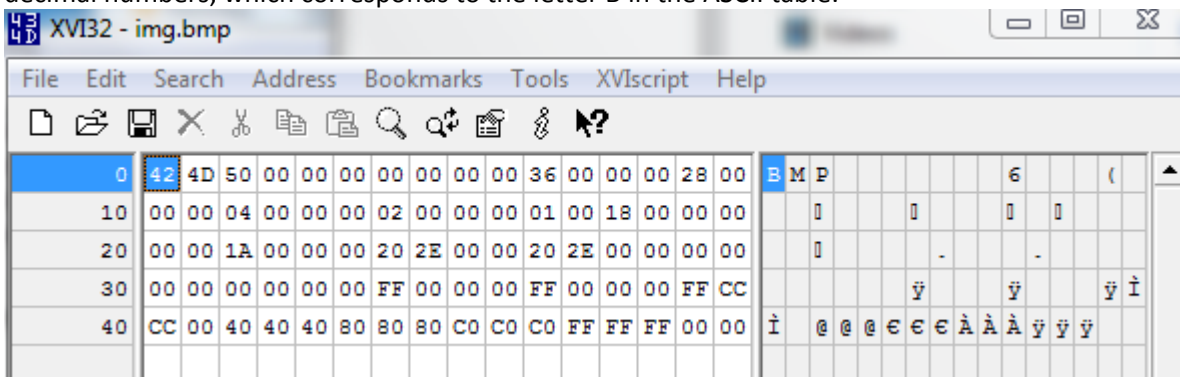 decimal numbers, which corresponds to the letter B in the ASCII table.
XVI32 - img.bmp
File Edit Search Address Bookmarks Tools XVIscript Help
0 42 4D 50 00 00 00 00 00 00 00 36 00 00 00 28 00 B M P 6 (
10 00 00 04 00 00 00 02 00 00 00 01 00 18 00 00 00
20 00 00 1A 00 00 00 20 2E 00 00 20 2E 00 00 00 00 . .
30 00 00 00 00 00 00 FF 00 00 00 FF 00 00 00 FF CC ÿ ÿ ÿ Ì
40 CC 00 40 40 40 80 80 80 C0 C0 C0 FF FF FF 00 00 Ì @ @ @ € € € À À À ÿ ÿ ÿ